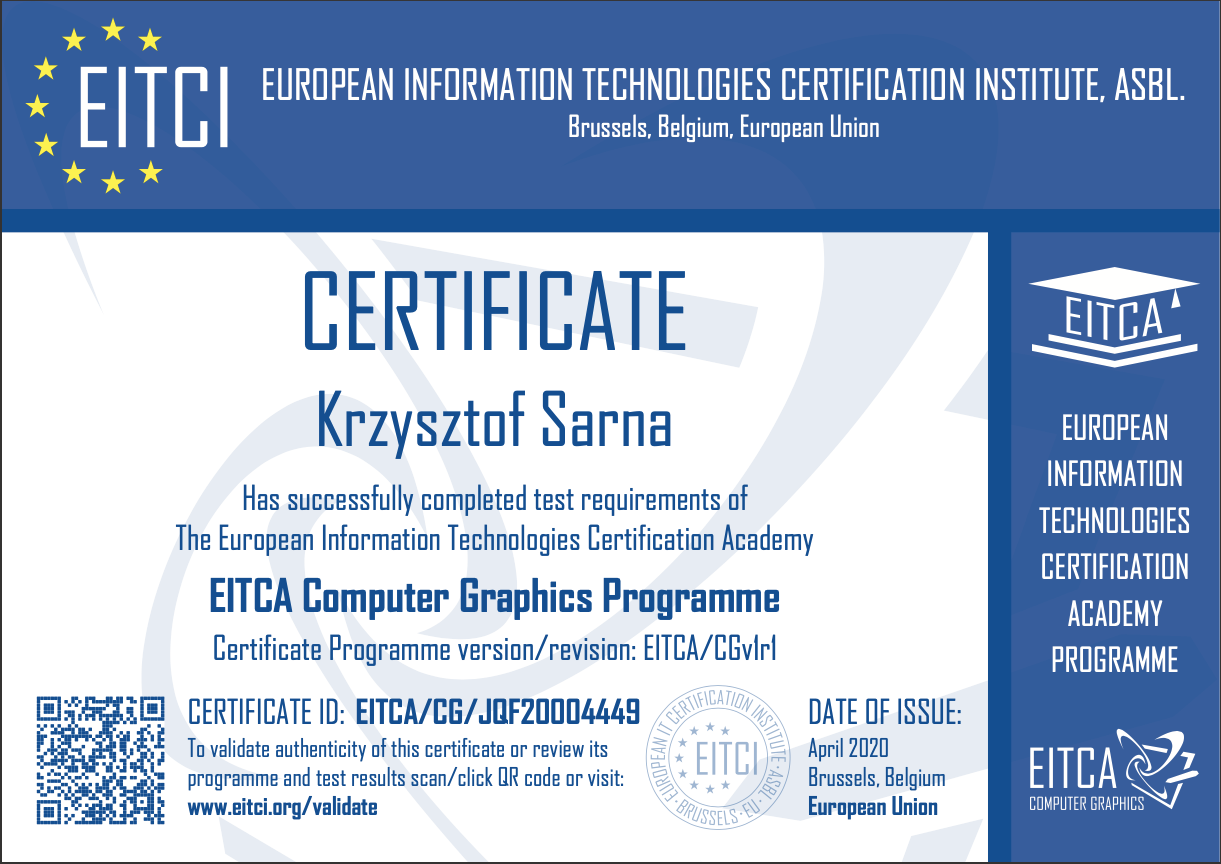 EITCI
EUROPEAN INFORMATION TECHNOLOGIES CERTIFICATION INSTITUTE, ASBL.
Brussels, Belgium, European Union
CERTIFICATE
Krzysztof Sarna
Has successfully completed test requirements of
The European Information Technologies Certification Academy
EITCA Computer Graphics Programme
Certificate Programme version/revision: EITCA/CGv1r1
CERTIFICATE ID: EITCA/CG/JQF20004449
To validate authenticity of this certificate or review its
programme and test results scan/click QR code or visit:
www.eitci.org/validate
EUROPEAN IT CERTIFICATION INSTITUTE · ASBL · BRUSSELS - EU ·
EITCI
DATE OF ISSUE:
April 2020
Brussels, Belgium
European Union
EITCA
EUROPEAN
INFORMATION
TECHNOLOGIES
CERTIFICATION
ACADEMY
PROGRAMME
EITCA
COMPUTER GRAPHICS